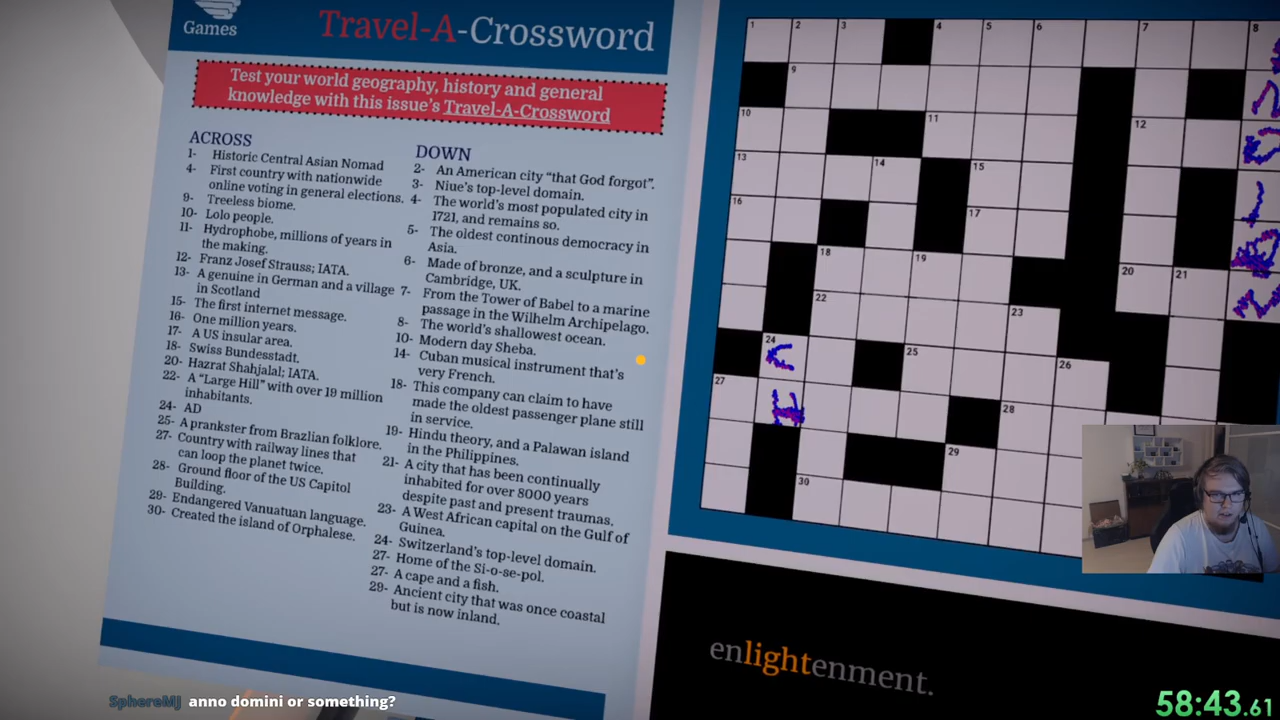 Games
Travel-A-Crossword
Test your world geography, history and general
knowledge with this issue's Travel-A-Crossword
ACROSS
1- Historic Central Asian Nomad
4- First country with nationwide
online voting in general elections.
9- Treeless biome.
10- Lolo people.
11- Hydrophobe, millions of years in
the making.
12- Franz Josef Strauss; IATA.
13- A genuine in German and a village
in Scotland
15- The first internet message.
16- One million years.
17- A US insular area.
18- Swiss Bundesstadt.
20- Hazrat Shahjalal; IATA.
22- A "Large Hill" with over 19 million
inhabitants.
24- AD
25- A prankster from Brazlian folklore.
27- Country with railway lines that
can loop the planet twice.
28- Ground floor of the US Capitol
Building.
29- Endangered Vanuatuan language.
30- Created the island of Orphalese.
DOWN
2- An American city "that God forgot".
3- Niue's top-level domain.
4- The world's most populated city in
1721, and remains so.
5- The oldest continous democracy in
Asia.
6- Made of bronze, and a sculpture in
Cambridge, UK.
7- From the Tower of Babel to a marine
passage in the Wilhelm Archipelago.
8- The world's shallowest ocean.
10- Modern day Sheba.
14- Cuban musical instrument that's
very French.
18- This company can claim to have
made the oldest passenger plane still
in service.
19- Hindu theory, and a Palawan island
in the Philippines.
21- A city that has been continually
inhabited for over 8000 years
despite past and present traumas.
23- A West African capital on the Gulf of
Guinea.
24- Switzerland's top-level domain.
27- Home of the Si-o-se-pol.
27- A cape and a fish.
29- Ancient city that was once coastal
but is now inland.
1 2 3 4 5 6 7 8
9
10 11 12
13 14 15
16 17
18 19 20 21
22 23
24 25 26
C
27 28
H
29
30
enlightenment.
SphereMJ anno domini or something?
58:43.61